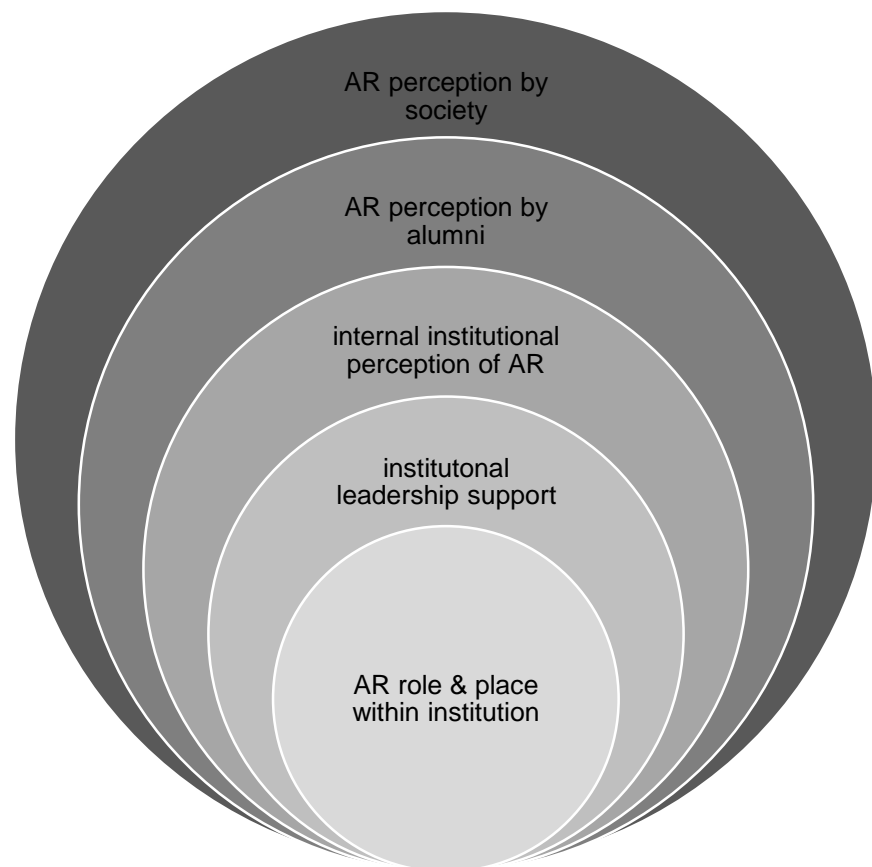 AR perception by
society
AR perception by
alumni
internal institutional
perception of AR
institutonal
leadership support
AR role & place
within institution